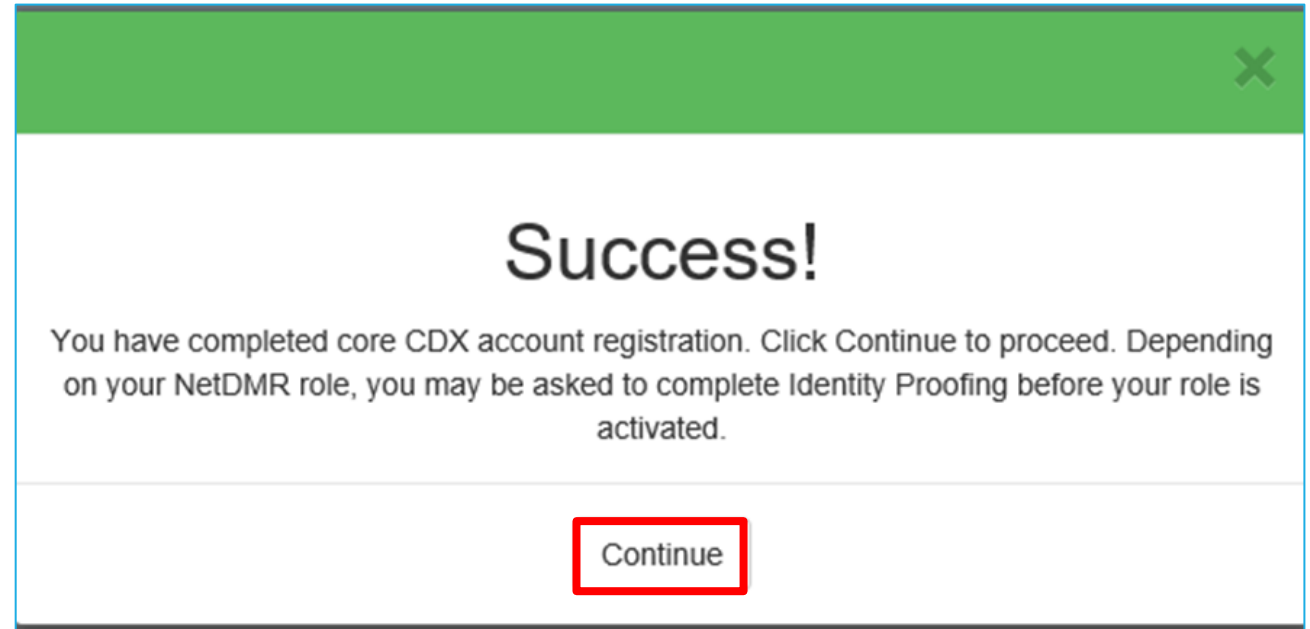 Success!
You have completed core CDX account registration. Click Continue to proceed. Depending
on your NetDMR role, you may be asked to complete Identity Proofing before your role is
activated.
Continue